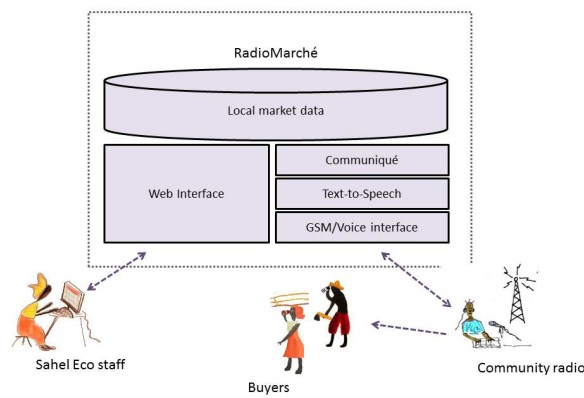 RadioMarché
Local market data
Communiqué
Web Interface
Text-to-Speech
GSM/Voice interface
Sahel Eco staff
Buyers
Community radio